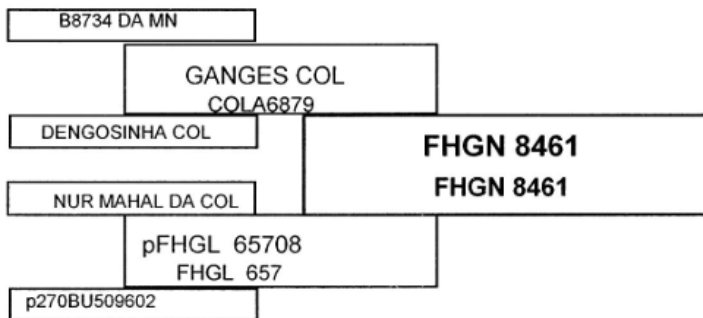 B8734 DA MN
GANGES COL
COLA6879
DENGOSINHA COL
FHGN 8461
FHGN 8461
NUR MAHAL DA COL
pFHGL 65708
FHGL 657
p270BU509602